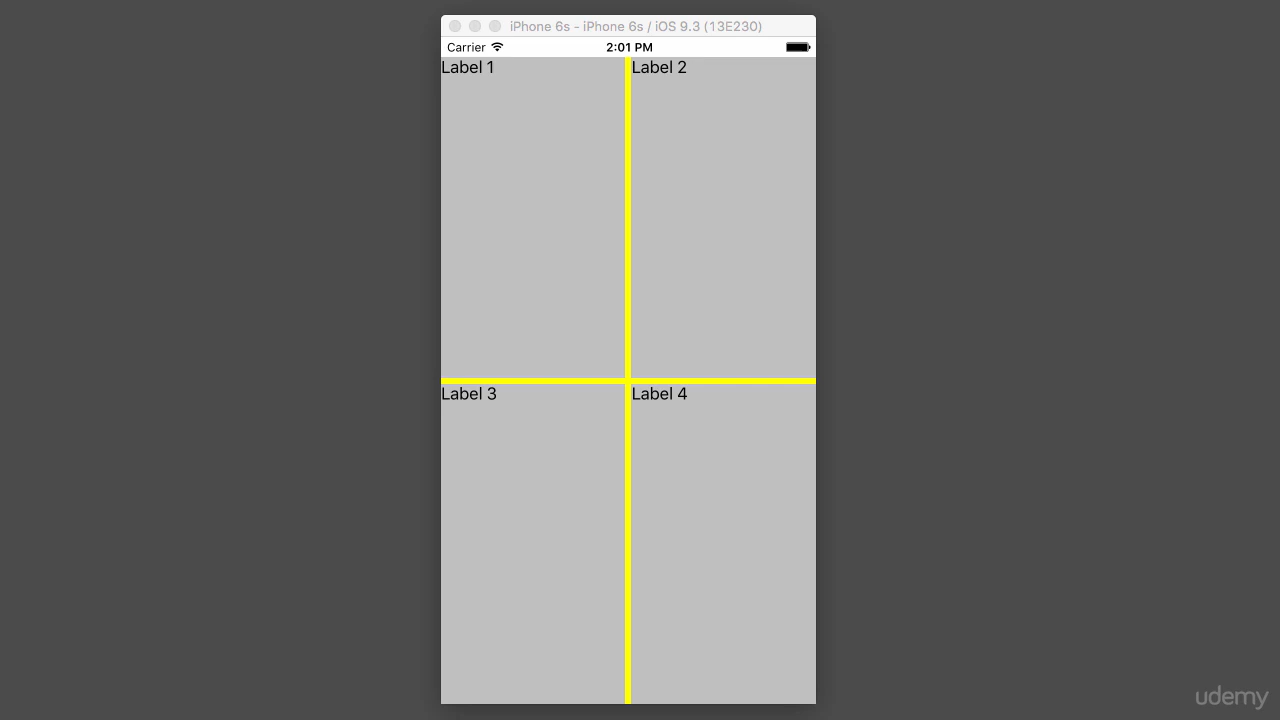 iPhone 6s - iPhone 6s / iOS 9.3 (13E230)
Carrier 2:01 PM
Label 1 Label 2
Label 3 Label 4
udemy